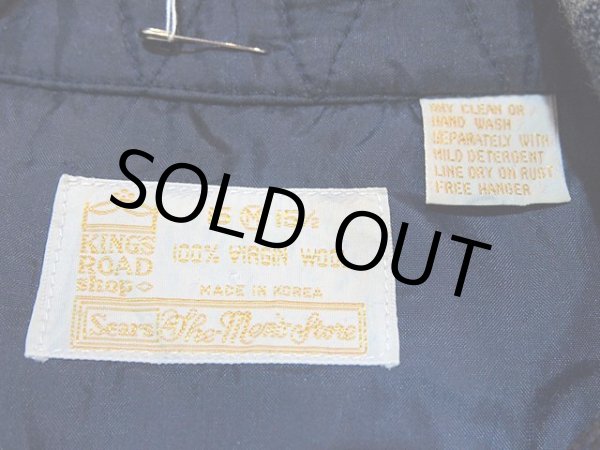 KINGS
ROAD
shop
M
100% VIRGIN WOOL
MADE IN KOREA
Sears The Men's Store
DRY CLEAN OR
HAND WASH
SEPARATELY WITH
MILD DETERGENT
LINE DRY ON RUST
FREE HANGER
SOLD OUT